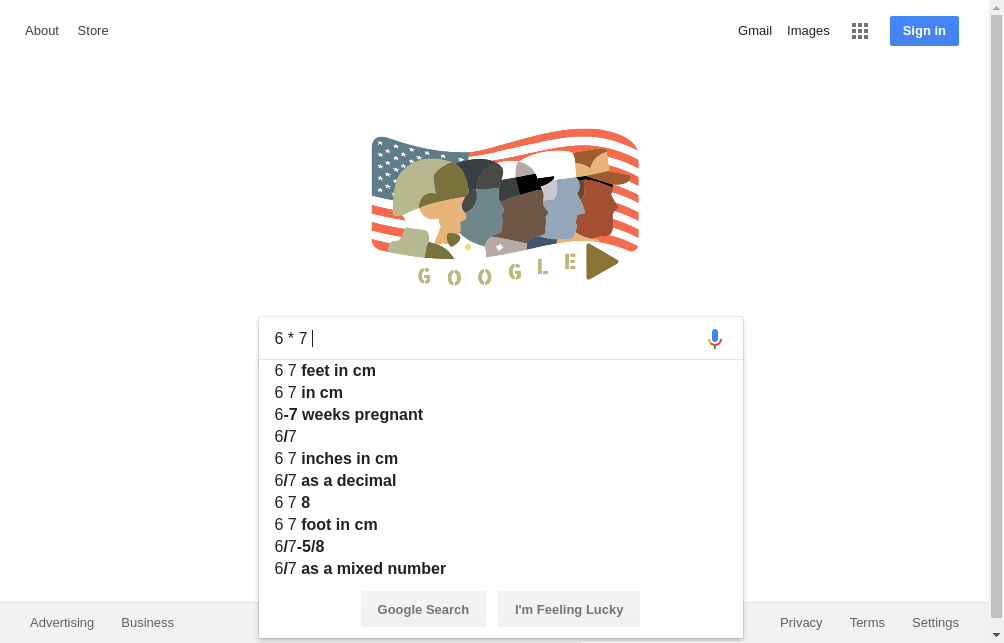 About Store Gmail Images Sign in
GOOGLE
6 * 7
6 7 feet in cm
6 7 in cm
6-7 weeks pregnant
6/7
6 7 inches in cm
6/7 as a decimal
6 7 8
6 7 foot in cm
6/7-5/8
6/7 as a mixed number
Google Search I'm Feeling Lucky
Advertising Business Privacy Terms Settings